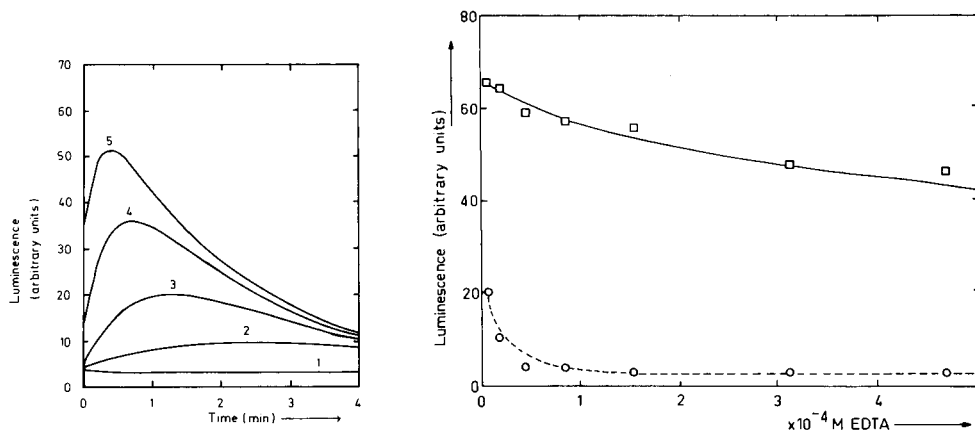 Luminescence
(arbitrary units)
70
60
50
40
30
20
10
0
5
4
3
2
1
0 1 2 3 4
Time (min)
Luminescence (arbitrary units)
80
60
40
20
0
0 1 2 3 4
x10-4 M EDTA